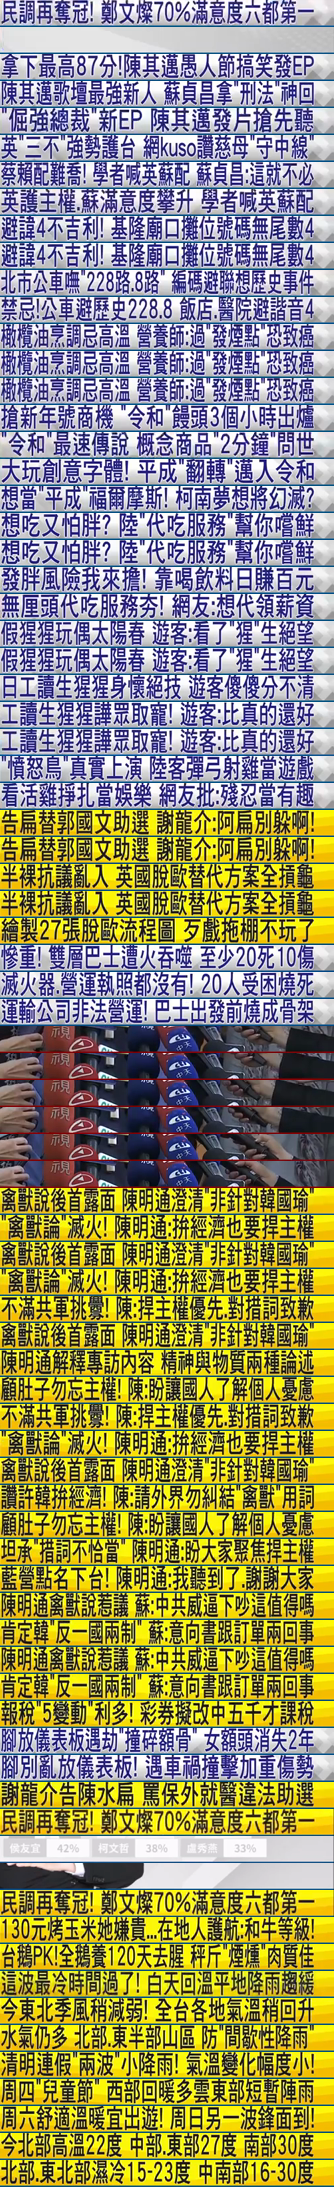 民調再奪冠! 鄭文燦70%滿意度六都第一
拿下最高87分!陳其邁愚人節搞笑發EP
陳其邁歌壇最強新人 蘇貞昌拿"刑法"神回
"倔強總裁"新EP 陳其邁發片搶先聽
英"三不"強勢護台 網kuso讚慈母"守中線"
蔡賴配難喬! 學者喊英蘇配 蘇貞昌:這就不必
英護主權.蘇滿意度攀升 學者喊英蘇配
避諱4不吉利! 基隆廟口攤位號碼無尾數4
避諱4不吉利! 基隆廟口攤位號碼無尾數4
北市公車嘸"228路.8路" 編碼避聯想歷史事件
禁忌!公車避歷史228.8 飯店.醫院避諧音4
橄欖油烹調忌高溫 營養師:過"發煙點"恐致癌
橄欖油烹調忌高溫 營養師:過"發煙點"恐致癌
橄欖油烹調忌高溫 營養師:過"發煙點"恐致癌
搶新年號商機 "令和"饅頭3個小時出爐
"令和"最速傳說 概念商品"2分鐘"問世
大玩創意字體! 平成"翻轉"邁入令和
想當"平成"福爾摩斯! 柯南夢想將幻滅?
想吃又怕胖? 陸"代吃服務"幫你嚐鮮
想吃又怕胖? 陸"代吃服務"幫你嚐鮮
發胖風險我來擔! 靠喝飲料日賺百元
無厘頭代吃服務夯! 網友:想代領薪資
假猩猩玩偶太陽春 遊客:看了"猩"生絕望
假猩猩玩偶太陽春 遊客:看了"猩"生絕望
日工讀生猩猩身懷絕技 遊客傻傻分不清
工讀生猩猩譁眾取寵! 遊客:比真的還好
工讀生猩猩譁眾取寵! 遊客:比真的還好
"憤怒鳥"真實上演 陸客彈弓射雞當遊戲
看活雞掙扎當娛樂 網友批:殘忍當有趣
告扁替郭國文助選 謝龍介:阿扁別躲啊!
告扁替郭國文助選 謝龍介:阿扁別躲啊!
半裸抗議亂入 英國脫歐替代方案全摃龜
半裸抗議亂入 英國脫歐替代方案全摃龜
繪製27張脫歐流程圖 歹戲拖棚不玩了
慘重! 雙層巴士遭火吞噬 至少20死10傷
滅火器.營運執照都沒有! 20人受困燒死
運輸公司非法營運! 巴士出發前燒成骨架
禽獸說後首露面 陳明通澄清"非針對韓國瑜"
"禽獸論"滅火! 陳明通:拚經濟也要捍主權
禽獸說後首露面 陳明通澄清"非針對韓國瑜"
"禽獸論"滅火! 陳明通:拚經濟也要捍主權
不滿共軍挑釁! 陳:捍主權優先.對措詞致歉
禽獸說後首露面 陳明通澄清"非針對韓國瑜"
陳明通解釋專訪內容 精神與物質兩種論述
顧肚子勿忘主權! 陳:盼讓國人了解個人憂慮
不滿共軍挑釁! 陳:捍主權優先.對措詞致歉
"禽獸論"滅火! 陳明通:拚經濟也要捍主權
禽獸說後首露面 陳明通澄清"非針對韓國瑜"
讚許韓拚經濟! 陳:請外界勿糾結"禽獸"用詞
顧肚子勿忘主權! 陳:盼讓國人了解個人憂慮
坦承"措詞不恰當" 陳明通:盼大家聚焦捍主權
藍營點名下台! 陳明通:我聽到了.謝謝大家
陳明通禽獸說惹議 蘇:中共威逼下吵這值得嗎
肯定韓"反一國兩制" 蘇:意向書跟訂單兩回事
陳明通禽獸說惹議 蘇:中共威逼下吵這值得嗎
肯定韓"反一國兩制" 蘇:意向書跟訂單兩回事
報稅"5變動"利多! 彩券擬改中五千才課稅
腳放儀表板遇劫"撞碎額骨" 女額頭消失2年
腳別亂放儀表板! 遇車禍撞擊加重傷勢
謝龍介告陳水扁 罵保外就醫違法助選
民調再奪冠! 鄭文燦70%滿意度六都第一
侯友宜 42% 柯文哲 38% 盧秀燕 33%
民調再奪冠! 鄭文燦70%滿意度六都第一
130元烤玉米她嫌貴...在地人護航:和牛等級!
台鵝PK!全鵝養120天去腥 秤斤"煙燻"肉質佳
這波最冷時間過了! 白天回溫平地降雨趨緩
今東北季風稍減弱! 全台各地氣溫稍回升
水氣仍多 北部.東半部山區 防"間歇性降雨"
清明連假"兩波"小降雨! 氣溫變化幅度小!
周四"兒童節" 西部回暖多雲東部短暫陣雨
周六舒適溫暖宜出遊! 周日另一波鋒面到!
今北部高溫22度 中部.東部27度 南部30度
北部.東北部濕冷15-23度 中南部16-30度